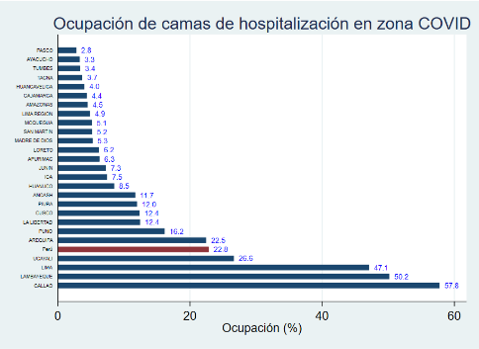 Ocupación de camas de hospitalización en zona COVID
PASCO 2.8
AYACUCHO 3.3
TUMBES 3.4
TACNA 3.7
HUANCAVELICA 4.0
CAJAMARCA 4.4
AMAZONAS 4.5
LIMA REGION 4.9
MOQUEGUA 5.1
SAN MARTIN 5.2
MADRE DE DIOS 5.3
LORETO 6.2
APURIMAC 6.3
JUNIN 7.3
ICA 7.5
HUANUCO 8.5
ANCASH 11.7
PIURA 12.0
CUSCO 12.4
LA LIBERTAD 12.4
PUNO 16.2
AREQUIPA 22.5
Perú 22.8
UCAYALI 26.6
LIMA 47.1
LAMBAYEQUE 50.2
CALLAO 57.8
0 20 40 60
Ocupación (%)